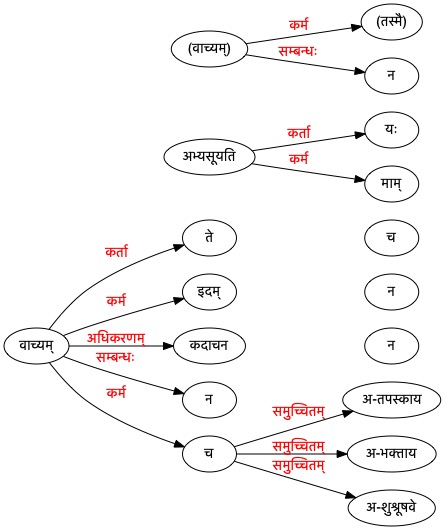 (वाच्यम्)
कर्म
(तस्मै)
सम्बन्धः
न
अभ्यसूयति
कर्ता
यः
कर्म
माम्
वाच्यम्
कर्ता
ते
च
कर्म
इदम्
न
अधिकरणम्
कदाचन
न
सम्बन्धः
न
कर्म
च
समुच्चितम्
अ-तपस्काय
समुच्चितम्
अ-भक्ताय
समुच्चितम्
अ-शुश्रूषवे